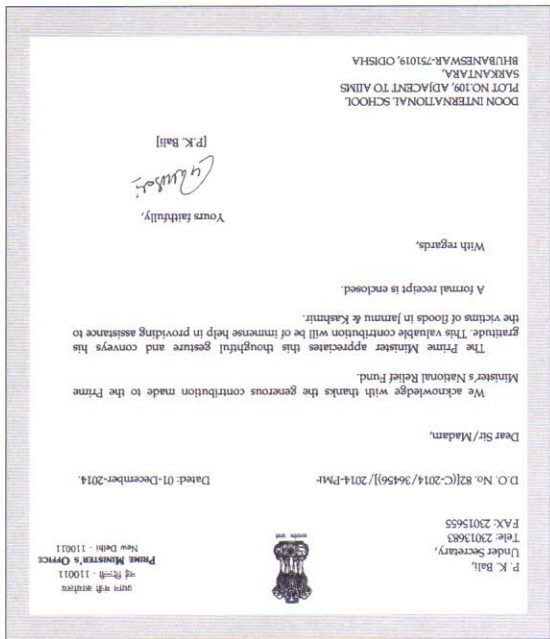 P. K. Bali,
Under Secretary,
Tele: 23013683
FAX: 23015655
प्रधान मंत्री कार्यालय
नई दिल्ली - 110011
PRIME MINISTER'S OFFICE
New Delhi - 110011
D.O. No. 82[(C-2014/36456)]/2014-PMr
Dated: 01-December-2014.
Dear Sir/Madam,
We acknowledge with thanks the generous contribution made to the Prime
Minister's National Relief Fund.
The Prime Minister appreciates this thoughtful gesture and conveys his
gratitude. This valuable contribution will be of immense help in providing assistance to
the victims of floods in Jammu & Kashmir.
A formal receipt is enclosed.
With regards,
Yours faithfully,
[P.K. Bali]
DOON INTERNATIONAL SCHOOL
PLOT NO.109, ADJACENT TO AIIMS
SARKANTARA,
BHUBANESWAR-751019, ODISHA